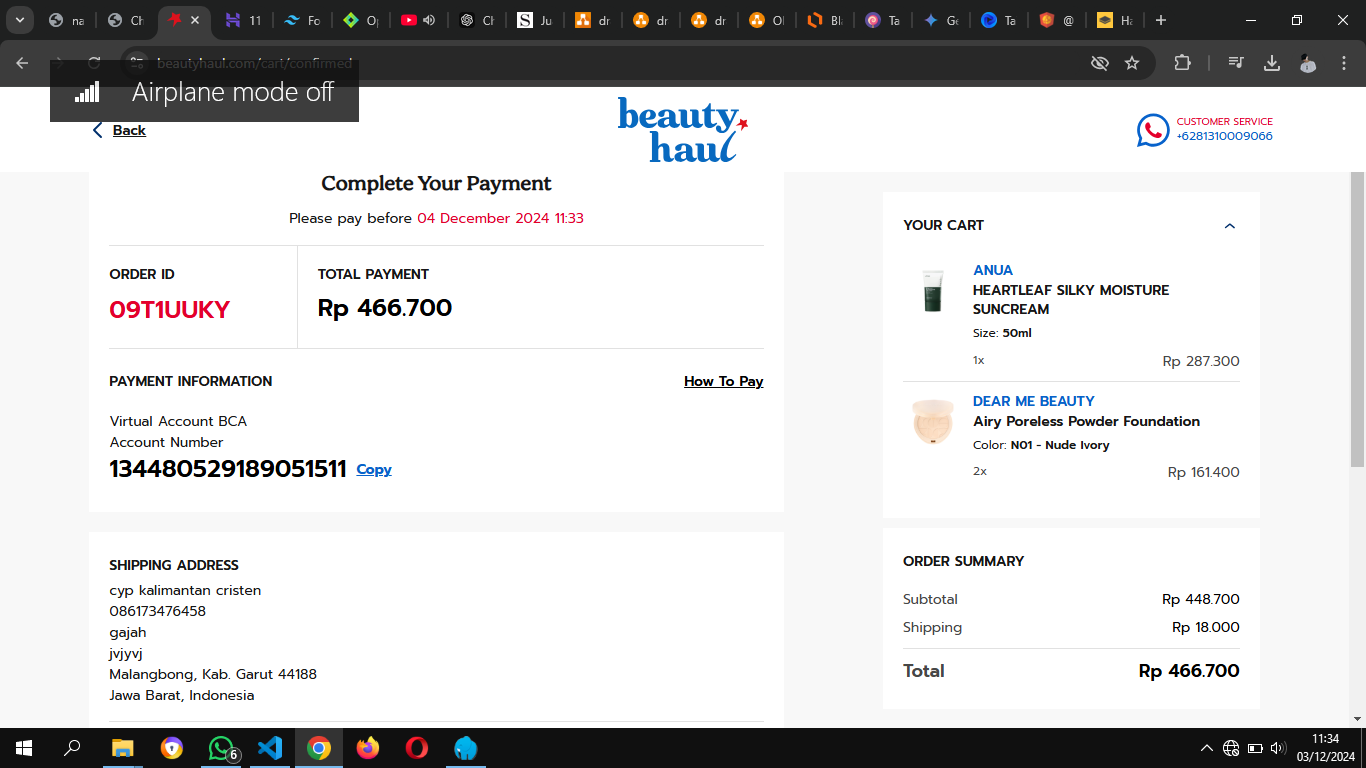 na
Ch
11
Fo
O
Ch
S
Ju
dr
dr
dr
Ol
Bl
Ta
Ge
Ta
@
Ha
beautyhaul.com/cart/confirmed
Airplane mode off
Back
beauty
haul
CUSTOMER SERVICE
+6281310009066
Complete Your Payment
Please pay before 04 December 2024 11:33
ORDER ID
09T1UUKY
TOTAL PAYMENT
Rp 466.700
PAYMENT INFORMATION
How To Pay
Virtual Account BCA
Account Number
134480529189051511 Copy
SHIPPING ADDRESS
cyp kalimantan cristen
086173476458
gajah
jvjyvj
Malangbong, Kab. Garut 44188
Jawa Barat, Indonesia
YOUR CART
ANUA
HEARTLEAF SILKY MOISTURE
SUNCREAM
Size: 50ml
1x Rp 287.300
DEAR ME BEAUTY
Airy Poreless Powder Foundation
Color: N01 - Nude Ivory
2x Rp 161.400
ORDER SUMMARY
Subtotal Rp 448.700
Shipping Rp 18.000
Total Rp 466.700
6
11:34
03/12/2024